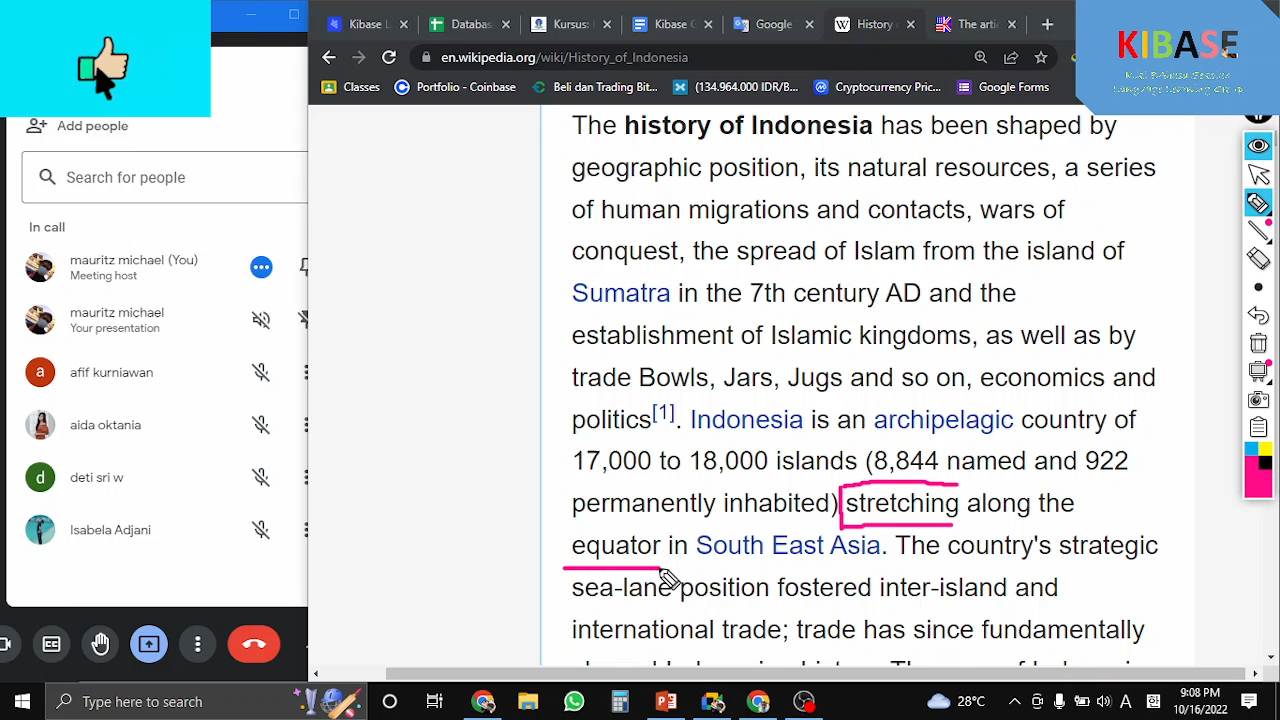 Kibase L
Databas
Kursus:
Kibase C
Google
History o
The artic
KIBASE
en.wikipedia.org/wiki/History_of_Indonesia
Language Learning Group
Classes
Portfolio - Coinbase
Beli dan Trading Bit...
(134.964.000 IDR/B...
Cryptocurrency Pric...
Google Forms
Add people
Search for people
In call
mauritz michael (You)
Meeting host
mauritz michael
Your presentation
a
afif kurniawan
aida oktania
d
deti sri w
Isabela Adjani
The history of Indonesia has been shaped by
geographic position, its natural resources, a series
of human migrations and contacts, wars of
conquest, the spread of Islam from the island of
Sumatra in the 7th century AD and the
establishment of Islamic kingdoms, as well as by
trade Bowls, Jars, Jugs and so on, economics and
politics[1]. Indonesia is an archipelagic country of
17,000 to 18,000 islands (8,844 named and 922
permanently inhabited) stretching along the
equator in South East Asia. The country's strategic
sea-lane position fostered inter-island and
international trade; trade has since fundamentally
Type here to search
28°C
A
9:08 PM
10/16/2022